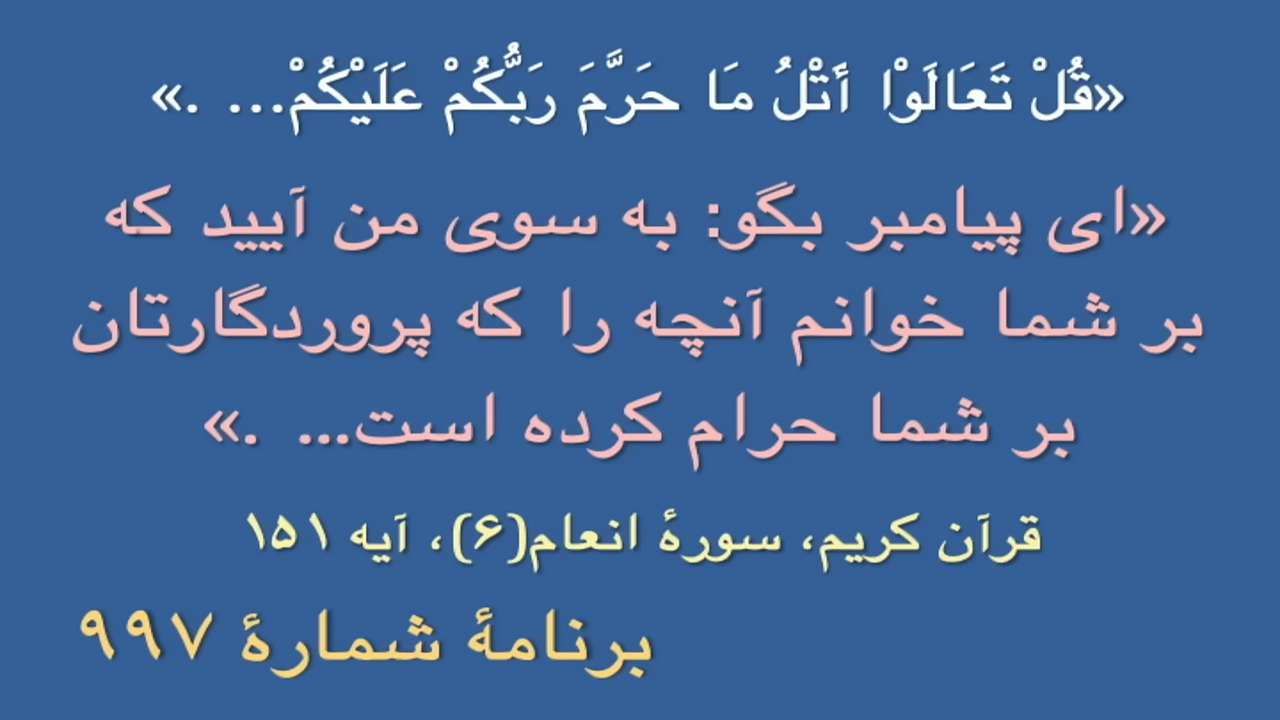 «قُلْ تَعَالَوْا أَتْلُ مَا حَرَّمَ رَبُّكُمْ عَلَيْكُمْ... .»
«ای پیامبر بگو: به سوی من آیید که
بر شما خوانم آنچه را که پروردگارتان
بر شما حرام کرده است... .»
قرآن کریم، سورهٔ انعام(۶)، آیه ۱۵۱
برنامهٔ شمارهٔ ۹۹۷